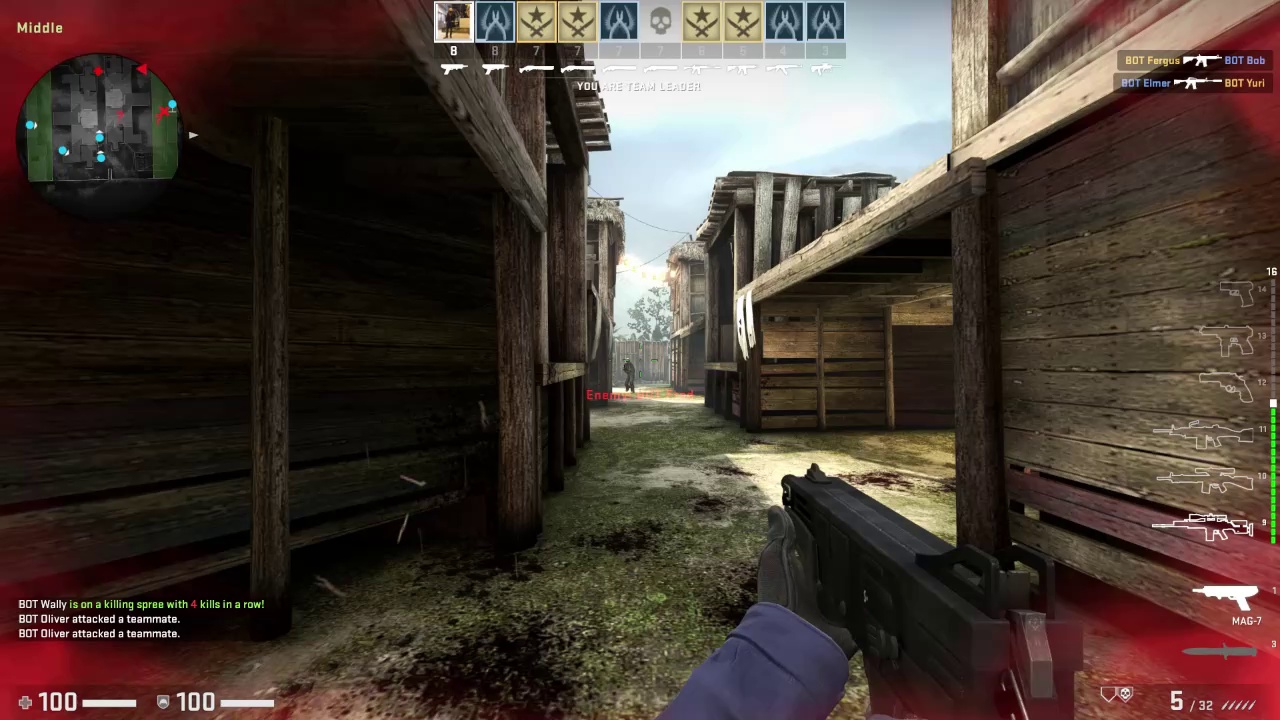 Middle
8 8 7 7 7 7 6 5 4 3
YOU ARE TEAM LEADER
BOT Fergus BOT Bob
BOT Elmer BOT Yuri
16
14
13
12
11
10
9
1
MAG-7
3
BOT Wally is on a killing spree with 4 kills in a row!
BOT Oliver attacked a teammate.
BOT Oliver attacked a teammate.
100 100
5 / 32